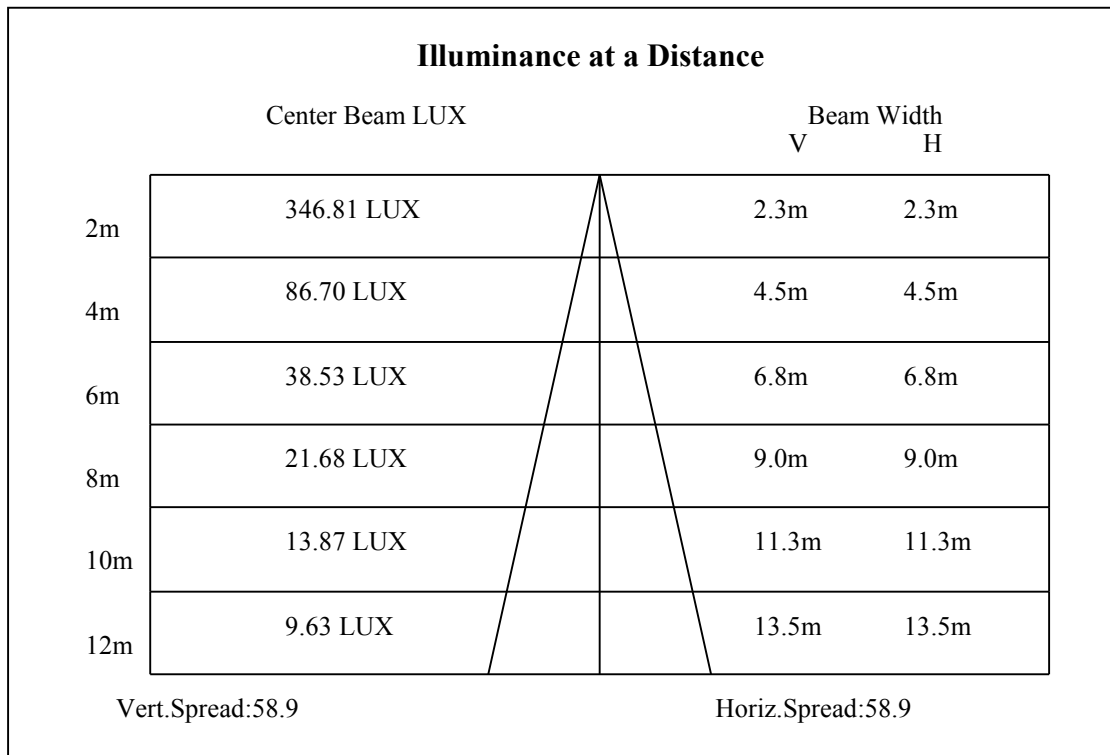 Illuminance at a Distance
Center Beam LUX Beam Width
V H
2m 346.81 LUX 2.3m 2.3m
4m 86.70 LUX 4.5m 4.5m
6m 38.53 LUX 6.8m 6.8m
8m 21.68 LUX 9.0m 9.0m
10m 13.87 LUX 11.3m 11.3m
12m 9.63 LUX 13.5m 13.5m
Vert.Spread:58.9 Horiz.Spread:58.9